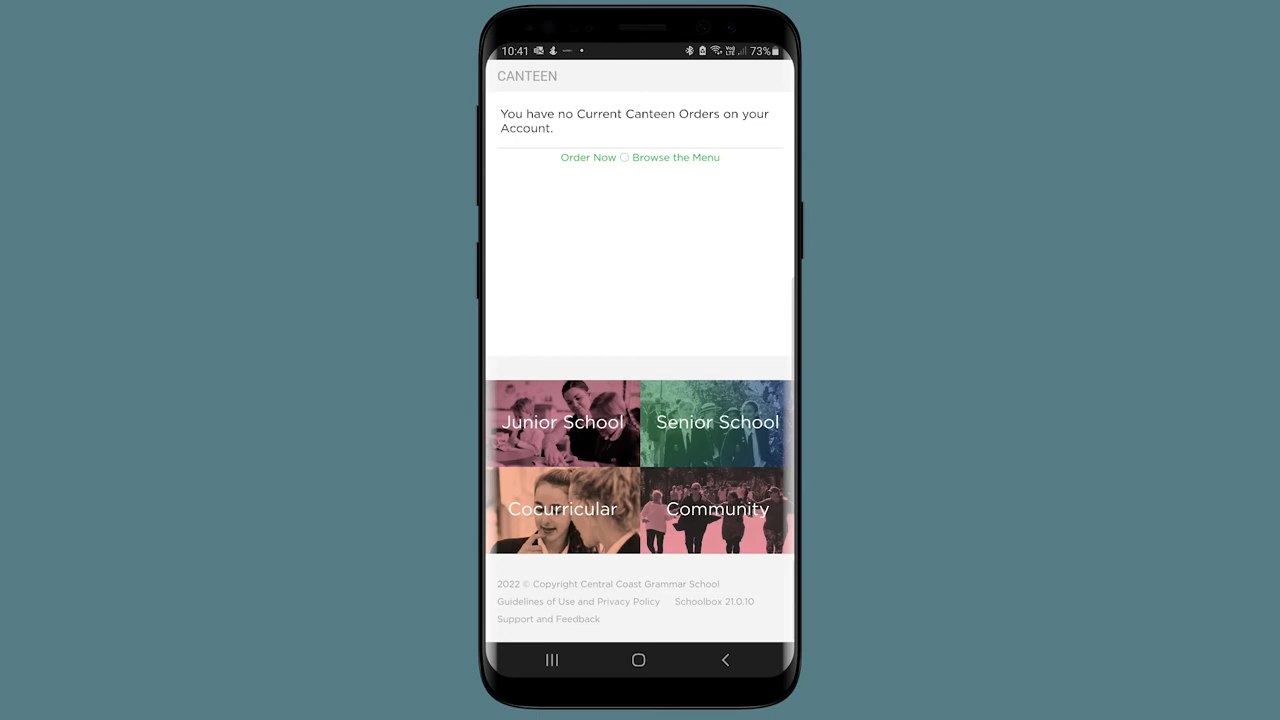 10:41
73%
CANTEEN
You have no Current Canteen Orders on your
Account.
Order Now Browse the Menu
Junior School Senior School
Cocurricular Community
2022 © Copyright Central Coast Grammar School
Guidelines of Use and Privacy Policy Schoolbox 21.0.10
Support and Feedback